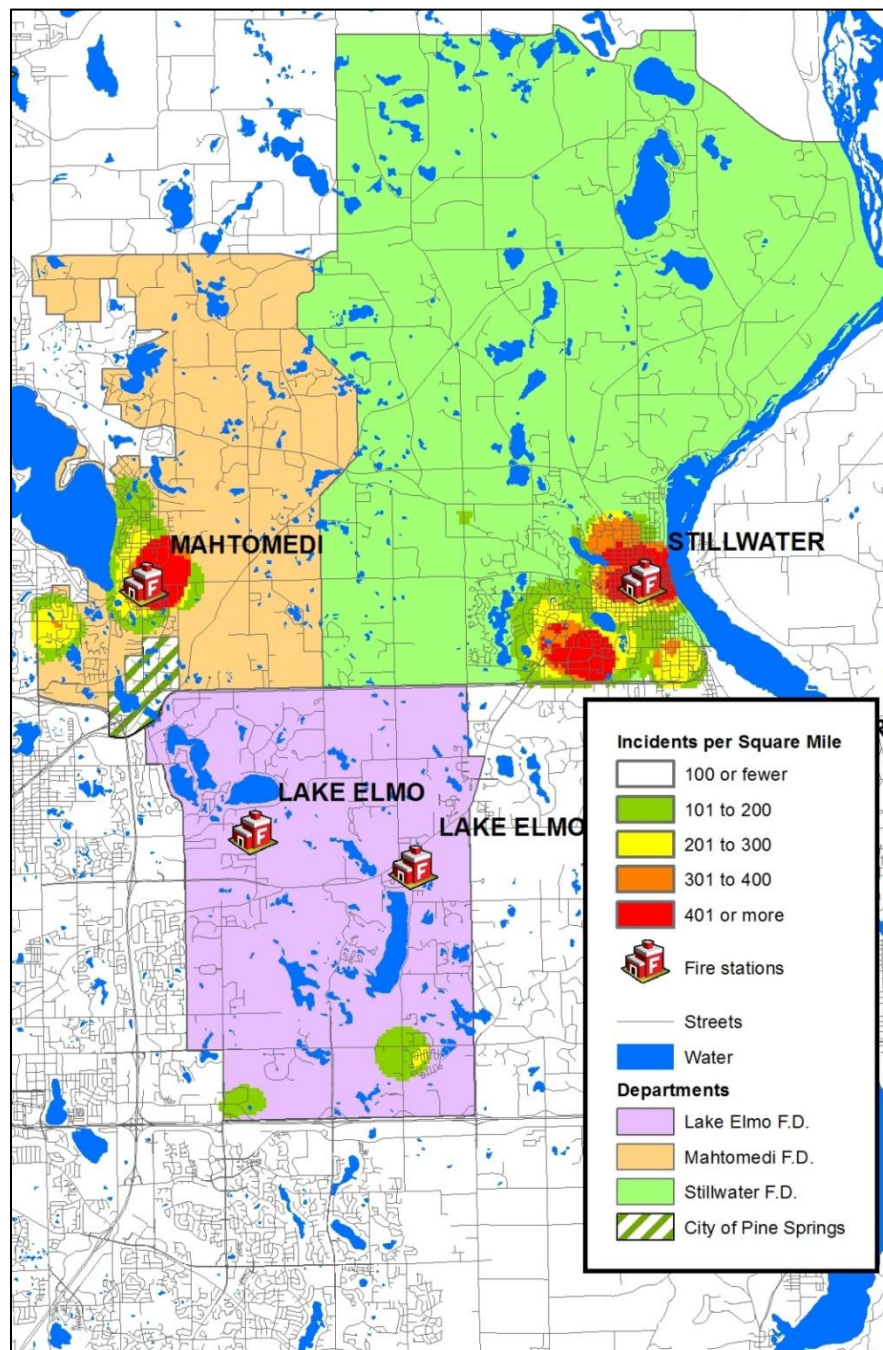 MAHTOMEDI
STILLWATER
LAKE ELMO
LAKE ELMO
Incidents per Square Mile
100 or fewer
101 to 200
201 to 300
301 to 400
401 or more
F
Fire stations
Streets
Water
Departments
Lake Elmo F.D.
Mahtomedi F.D.
Stillwater F.D.
City of Pine Springs